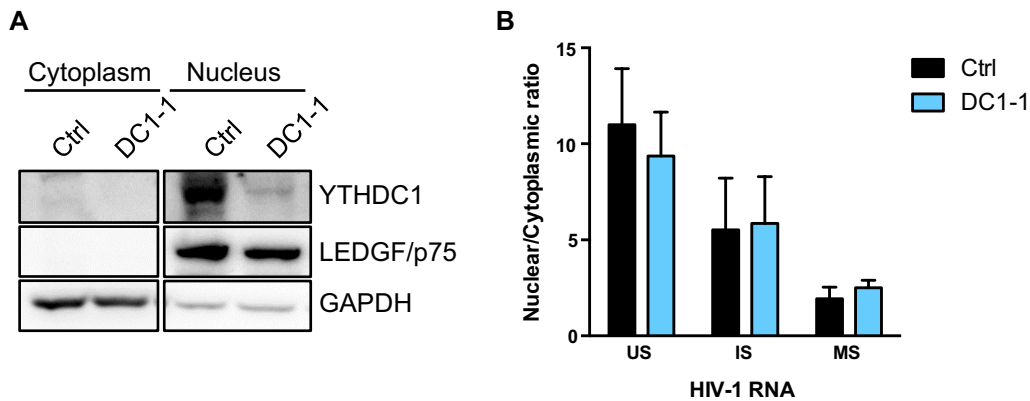 A
Cytoplasm Nucleus
Ctrl DC1-1 Ctrl DC1-1
YTHDC1
LEDGF/p75
GAPDH
B
Nuclear/Cytoplasmic ratio
15
10
5
0
US IS MS
HIV-1 RNA
Ctrl
DC1-1